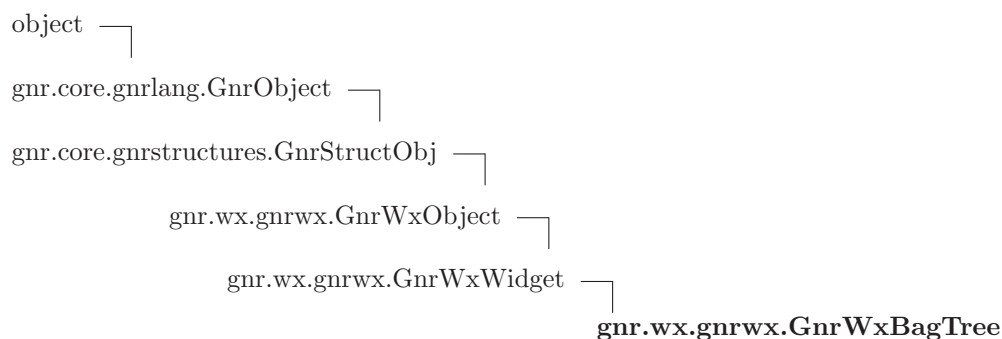 object
gnr.core.gnrlang.GnrObject
gnr.core.gnrstructures.GnrStructObj
gnr.wx.gnrwx.GnrWxObject
gnr.wx.gnrwx.GnrWxWidget
gnr.wx.gnrwx.GnrWxBagTree